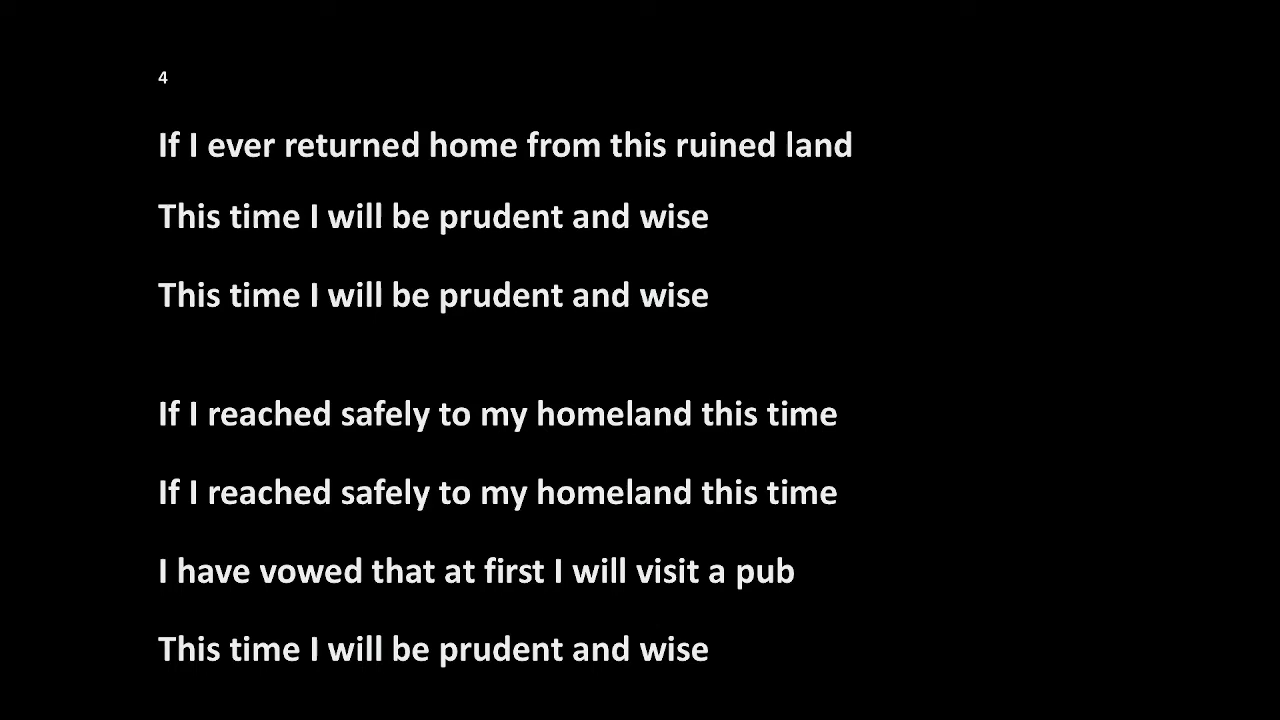 4
If I ever returned home from this ruined land
This time I will be prudent and wise
This time I will be prudent and wise
If I reached safely to my homeland this time
If I reached safely to my homeland this time
I have vowed that at first I will visit a pub
This time I will be prudent and wise